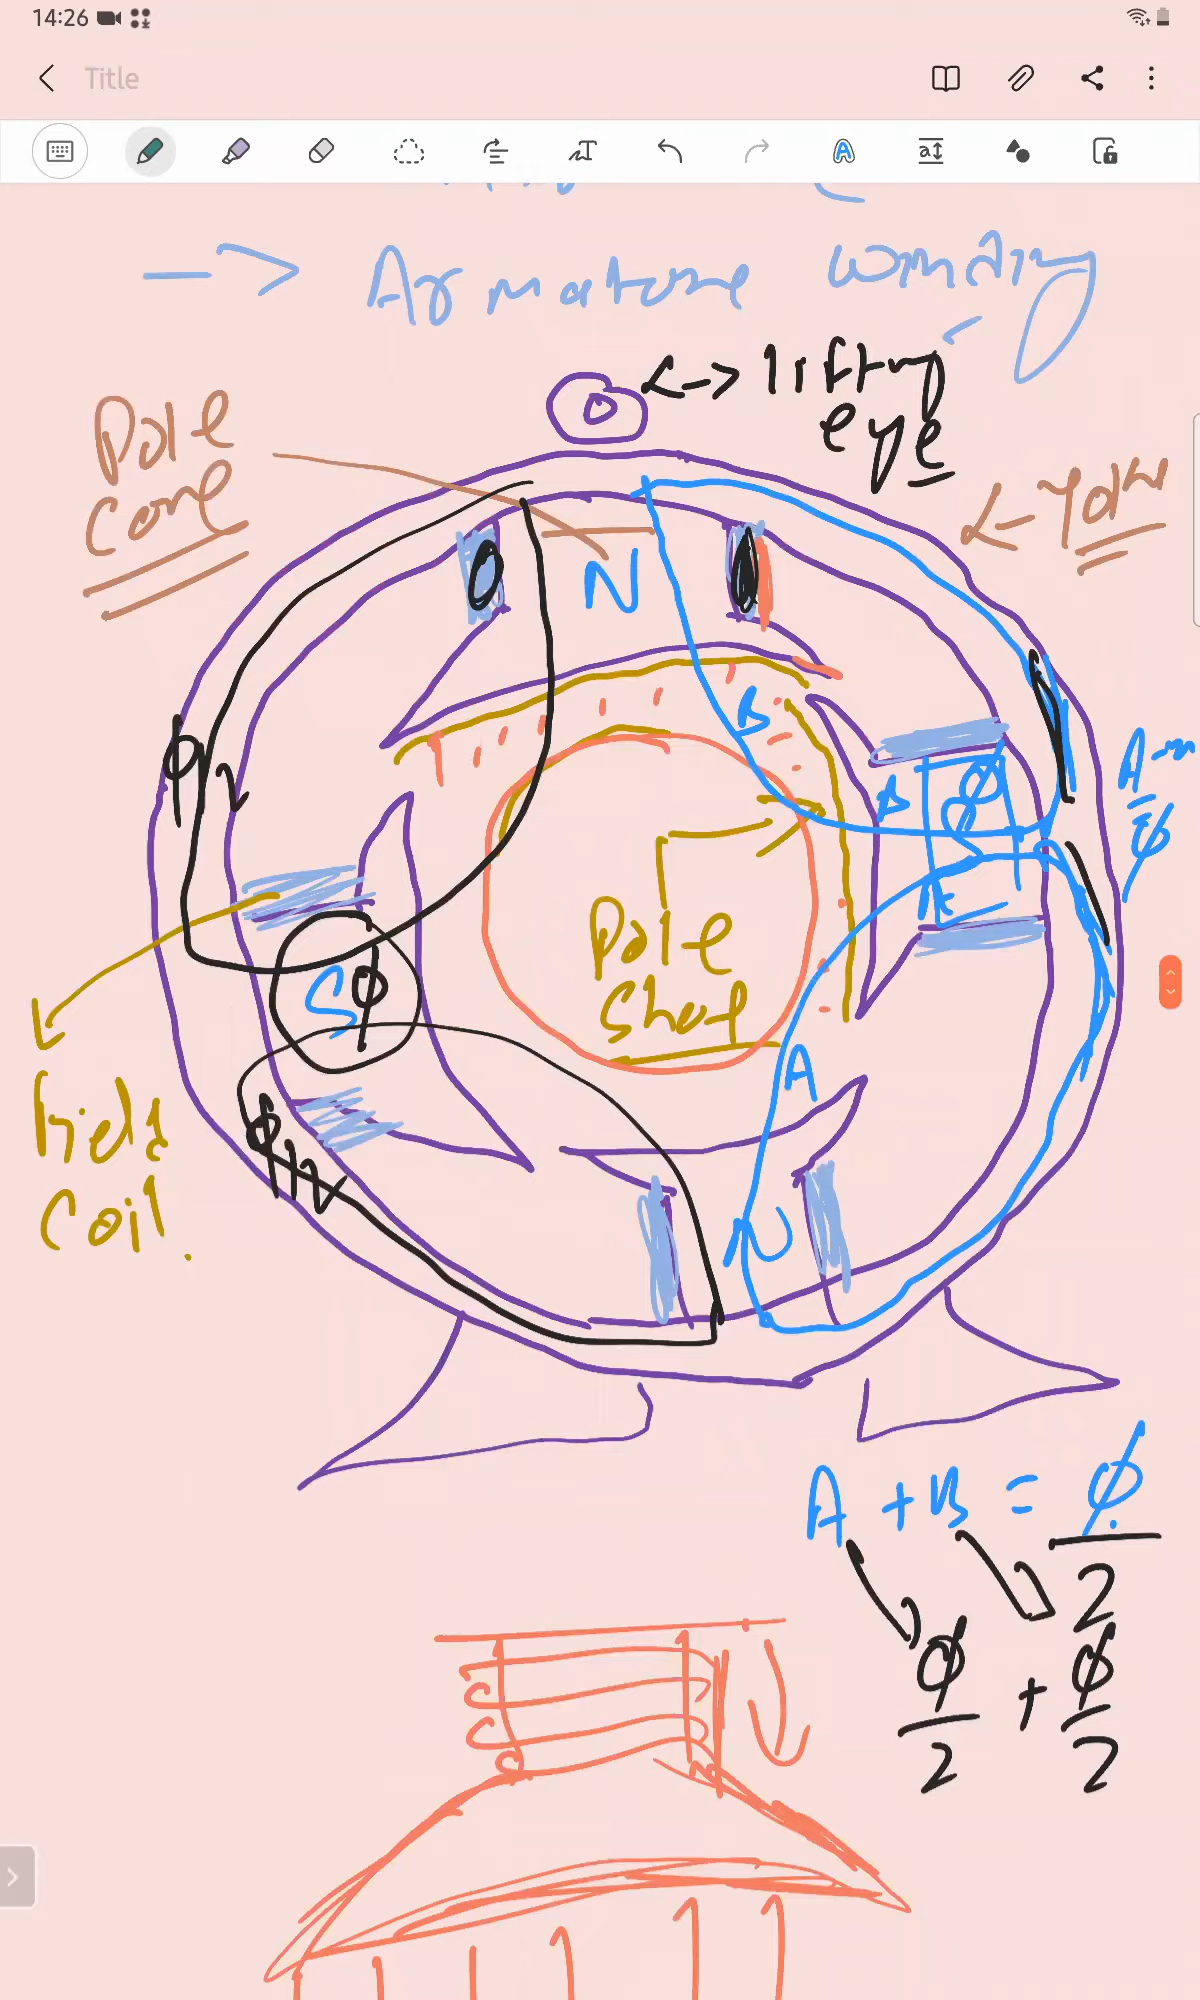 14:26
Title
→ Armature winding
<-> lifting
eye
Pole
core
<- Yoke
N
B
φ/2
A
S
Pole
Shoe
S φ
Field
Coil.
φ/2
A
N
A + B = φ
2
φ/2 + φ/2